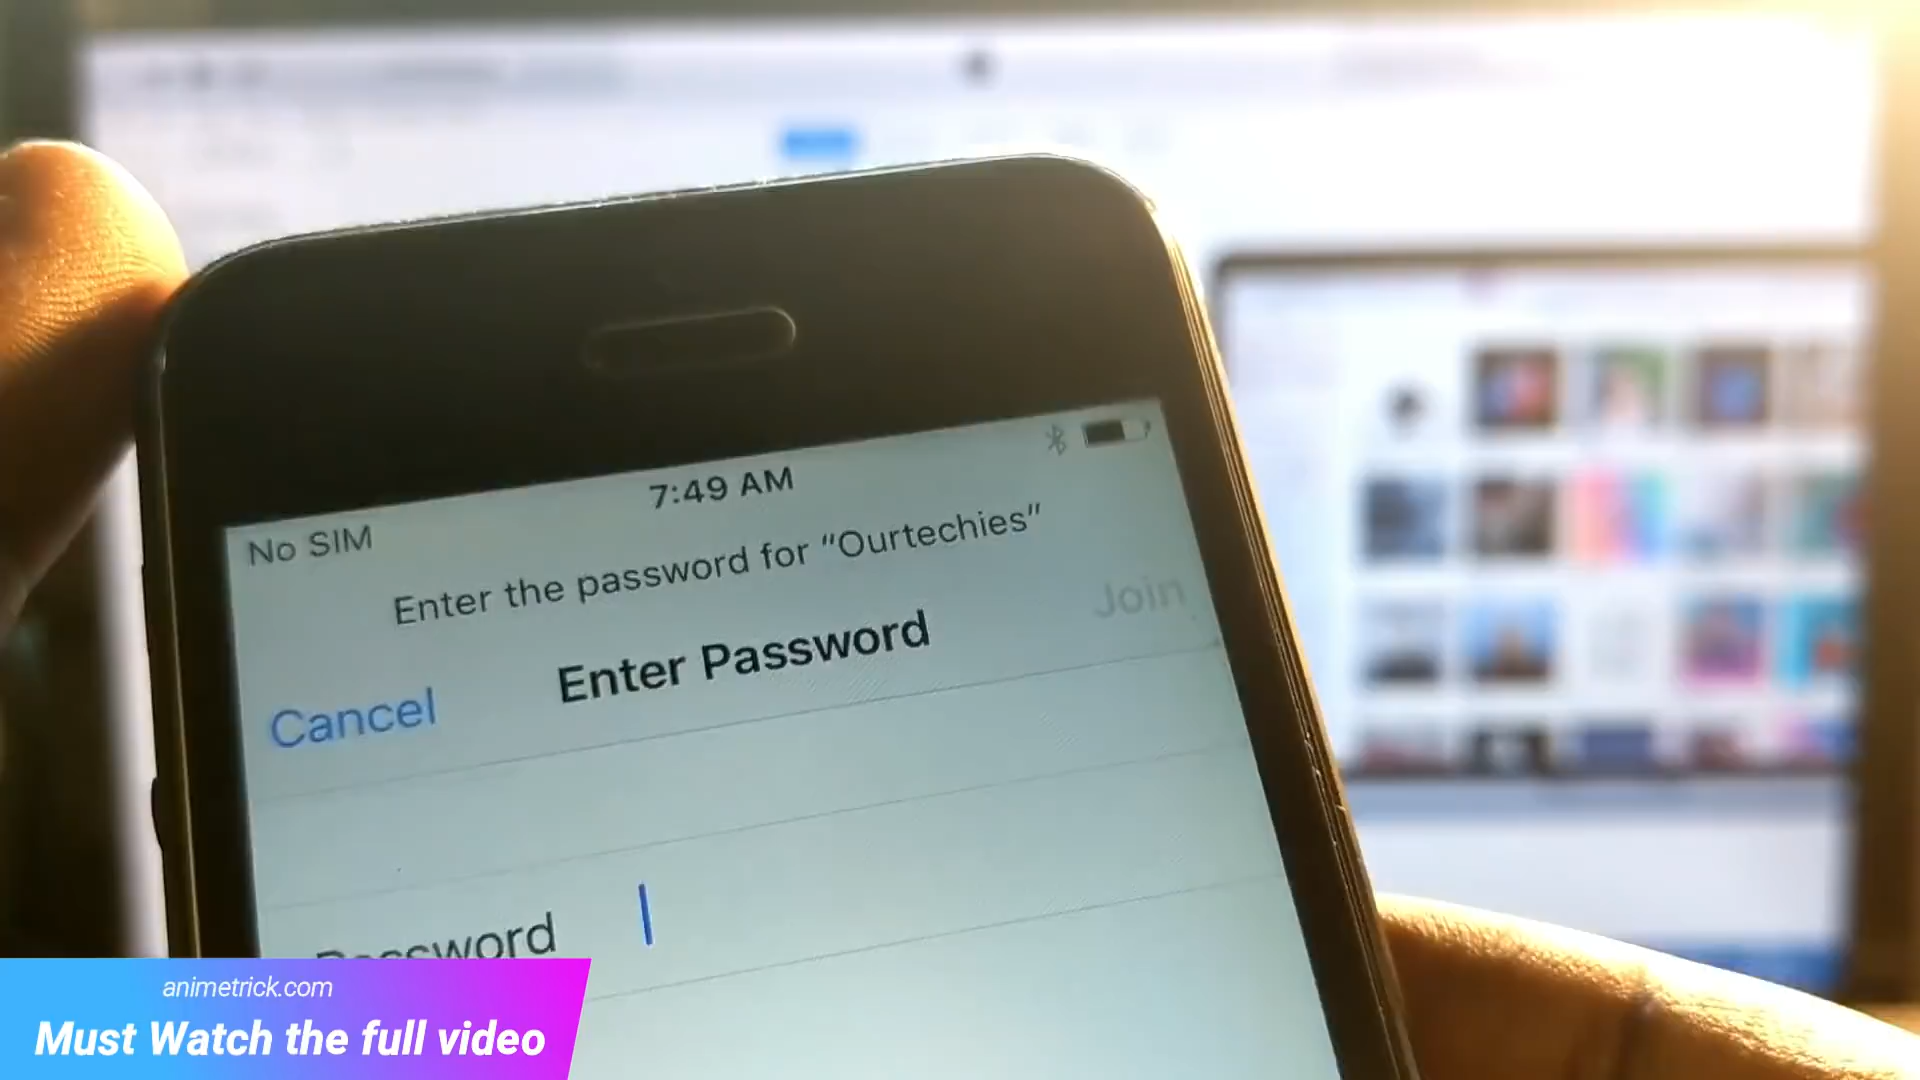 7:49 AM
No SIM
Enter the password for “Ourtechies”
Join
Enter Password
Cancel
Password
animetrick.com
Must Watch the full video